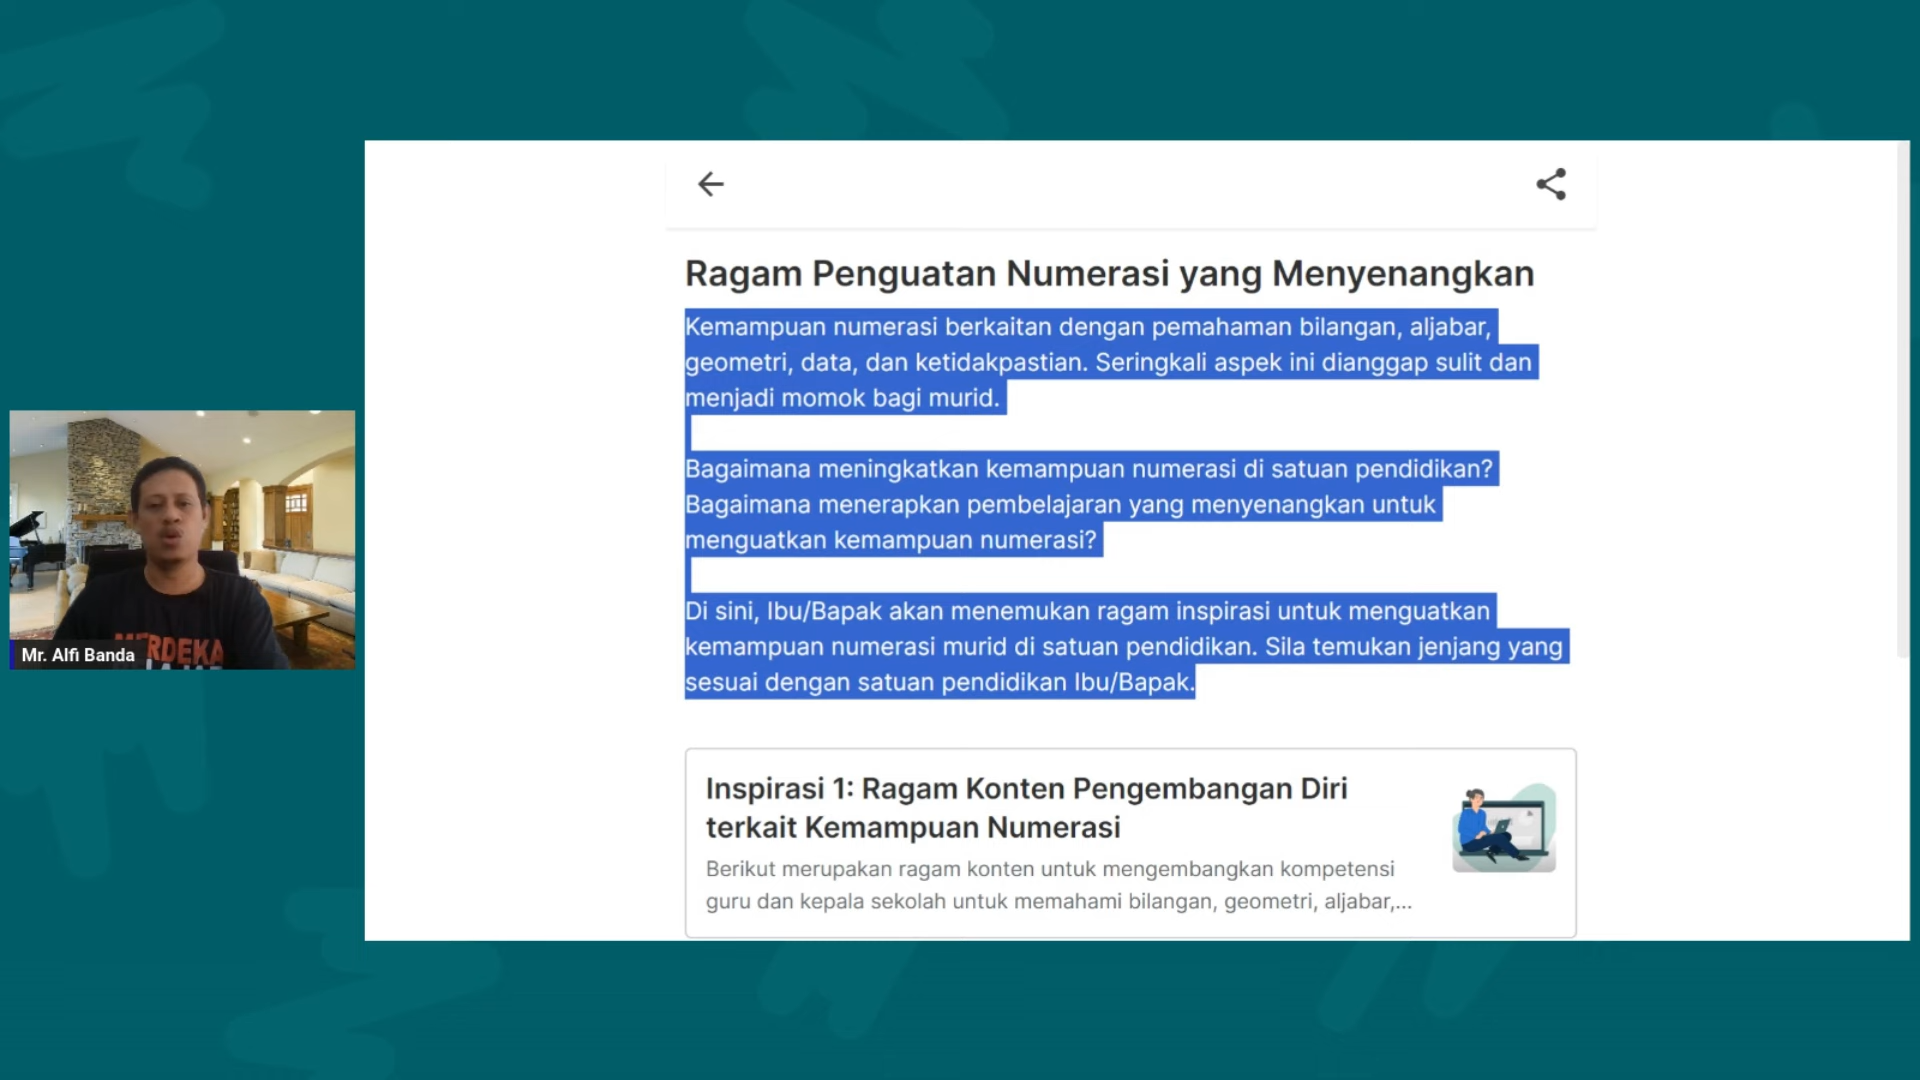 Ragam Penguatan Numerasi yang Menyenangkan
Kemampuan numerasi berkaitan dengan pemahaman bilangan, aljabar,
geometri, data, dan ketidakpastian. Seringkali aspek ini dianggap sulit dan
menjadi momok bagi murid.
Bagaimana meningkatkan kemampuan numerasi di satuan pendidikan?
Bagaimana menerapkan pembelajaran yang menyenangkan untuk
menguatkan kemampuan numerasi?
Di sini, Ibu/Bapak akan menemukan ragam inspirasi untuk menguatkan
kemampuan numerasi murid di satuan pendidikan. Sila temukan jenjang yang
sesuai dengan satuan pendidikan Ibu/Bapak.
Inspirasi 1: Ragam Konten Pengembangan Diri
terkait Kemampuan Numerasi
Berikut merupakan ragam konten untuk mengembangkan kompetensi
guru dan kepala sekolah untuk memahami bilangan, geometri, aljabar,...
MERDEKA
Mr. Alfi Banda